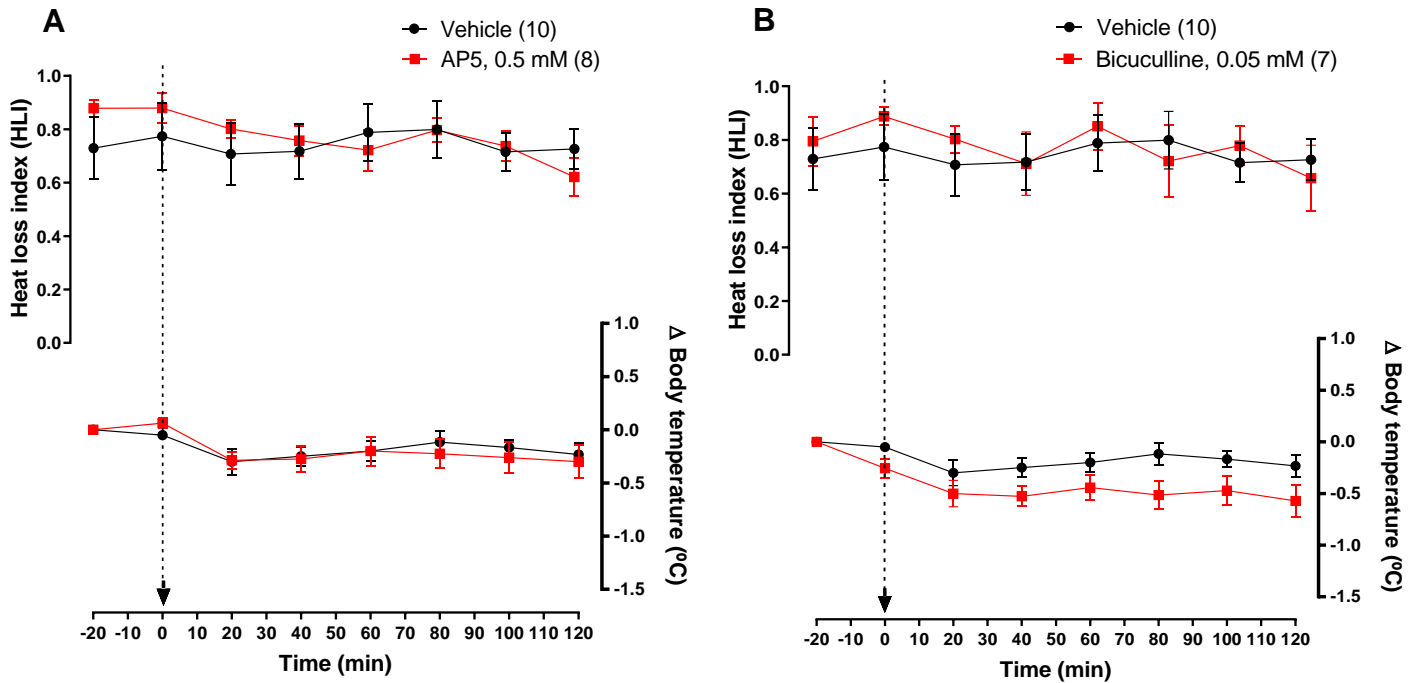 A
Vehicle (10)
AP5, 0.5 mM (8)
Heat loss index (HLI)
1.0
0.8
0.6
0.4
0.2
0.0
1.0
0.5
0.0
-0.5
-1.0
-1.5
Δ Body temperature (ºC)
-20 -10 0 10 20 30 40 50 60 70 80 90 100 110 120
Time (min)
B
Vehicle (10)
Bicuculline, 0.05 mM (7)
Heat loss index (HLI)
1.0
0.8
0.6
0.4
0.2
0.0
1.0
0.5
0.0
-0.5
-1.0
-1.5
Δ Body temperature (ºC)
-20 -10 0 10 20 30 40 50 60 70 80 90 100 110 120
Time (min)